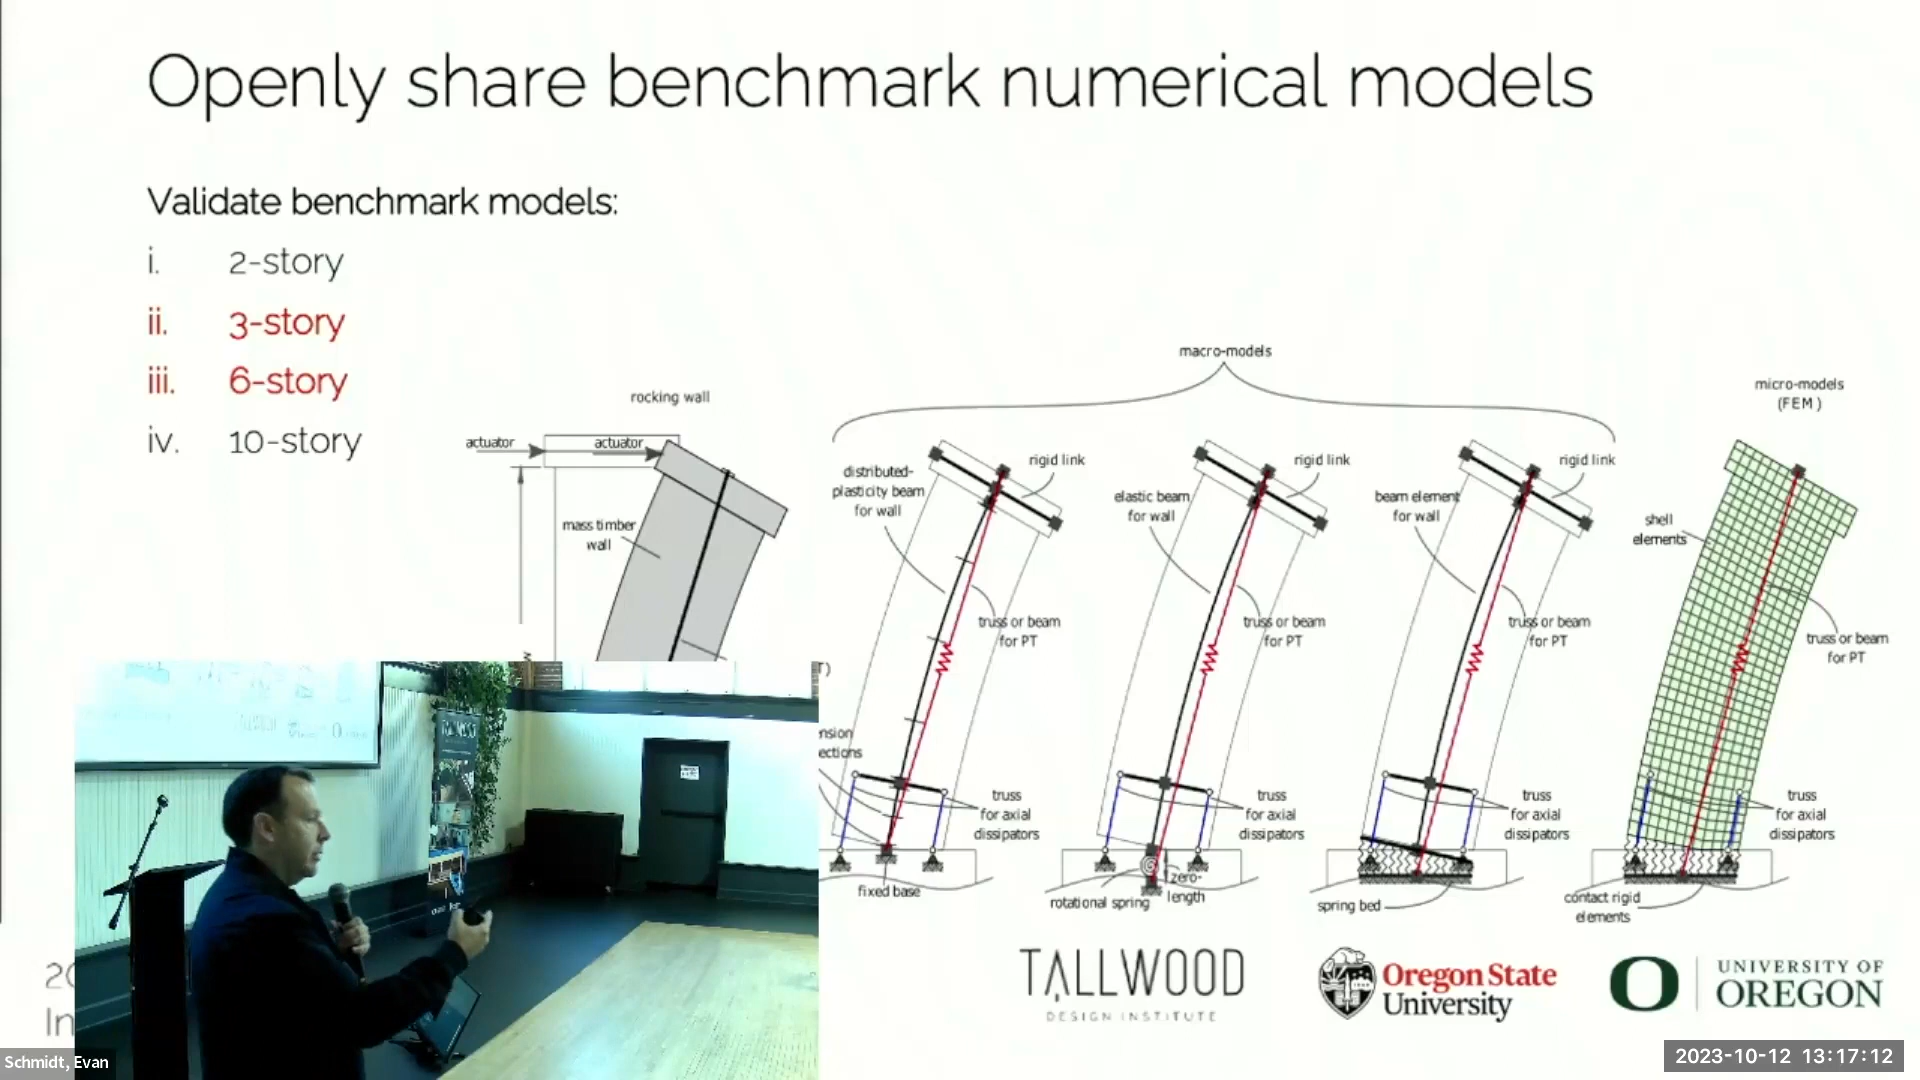 Openly share benchmark numerical models
Validate benchmark models:
i. 2-story
ii. 3-story
iii. 6-story
iv. 10-story
rocking wall
actuator
actuator
mass timber
wall
macro-models
distributed-
plasticity beam
for wall
rigid link
truss or beam
for PT
truss
for axial
dissipators
fixed base
elastic beam
for wall
rigid link
truss or beam
for PT
truss
for axial
dissipators
rotational spring
zero-
length
beam element
for wall
rigid link
truss or beam
for PT
truss
for axial
dissipators
spring bed
micro-models
(FEM)
shell
elements
truss or beam
for PT
truss
for axial
dissipators
contact rigid
elements
TALLWOOD
DESIGN INSTITUTE
Oregon State
University
UNIVERSITY OF
OREGON
Schmidt, Evan
2023-10-12 13:17:12